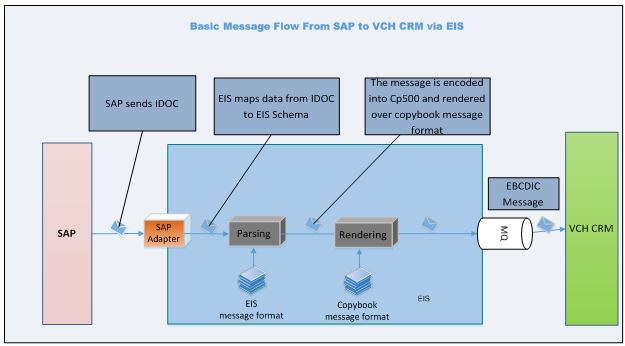 Basic Message Flow From SAP to VCH CRM via EIS
SAP sends IDOC
EIS maps data from IDOC
to EIS Schema
The message is encoded
into Cp500 and rendered
over copybook message
format
EBCDIC
Message
SAP
SAP
Adapter
Parsing
Rendering
MQ
VCH CRM
EIS
message format
Copybook
message format
EIS